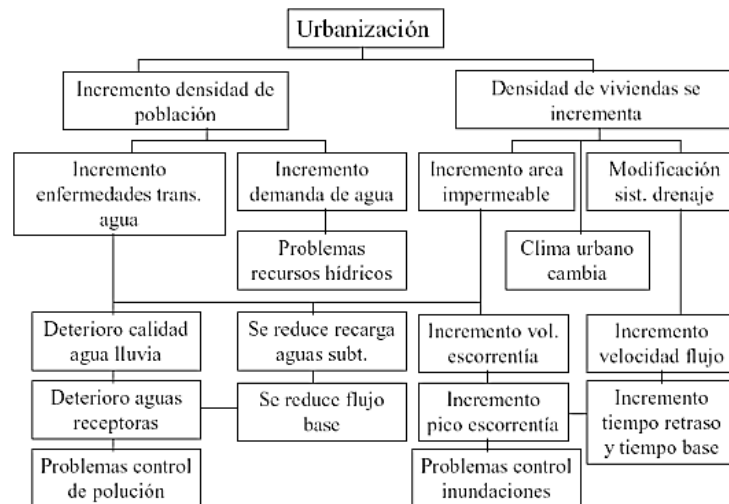 Urbanización
Incremento densidad de
población
Densidad de viviendas se
incrementa
Incremento
enfermedades trans.
agua
Incremento
demanda de agua
Incremento area
impermeable
Modificación
sist. drenaje
Problemas
recursos hídricos
Clima urbano
cambia
Deterioro calidad
agua lluvia
Se reduce recarga
aguas subt.
Incremento vol.
escorrentía
Incremento
velocidad flujo
Deterioro aguas
receptoras
Se reduce flujo
base
Incremento
pico escorrentía
Incremento
tiempo retraso
y tiempo base
Problemas control
de polución
Problemas control
inundaciones